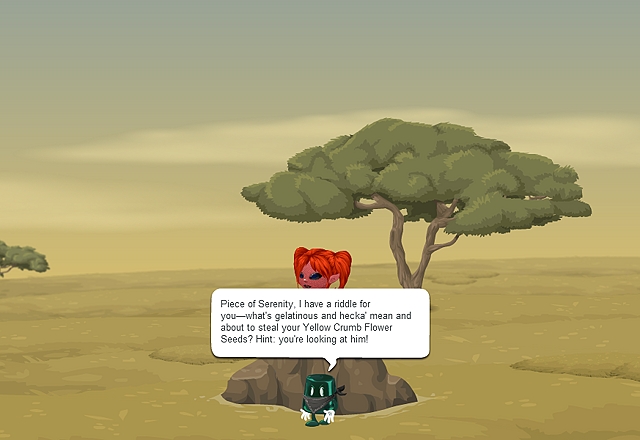 Piece of Serenity, I have a riddle for
you—what's gelatinous and hecka' mean and
about to steal your Yellow Crumb Flower
Seeds? Hint: you're looking at him!